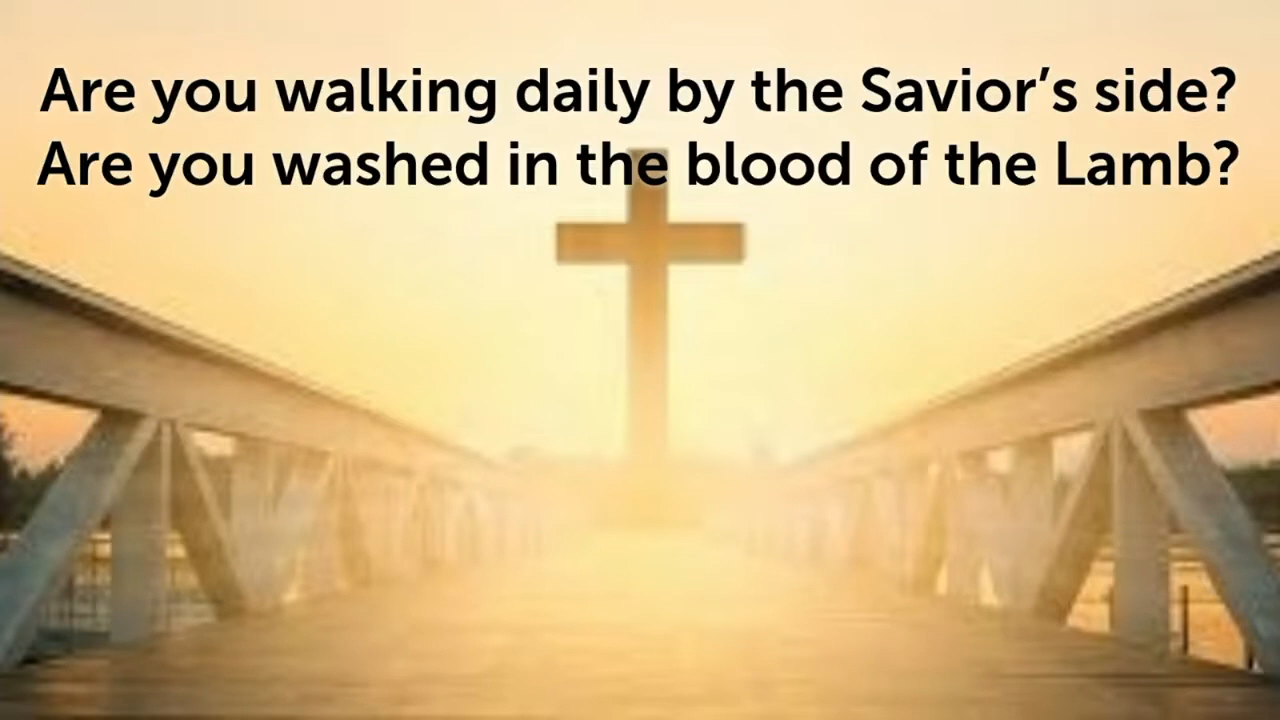 Are you walking daily by the Savior’s side?
Are you washed in the blood of the Lamb?